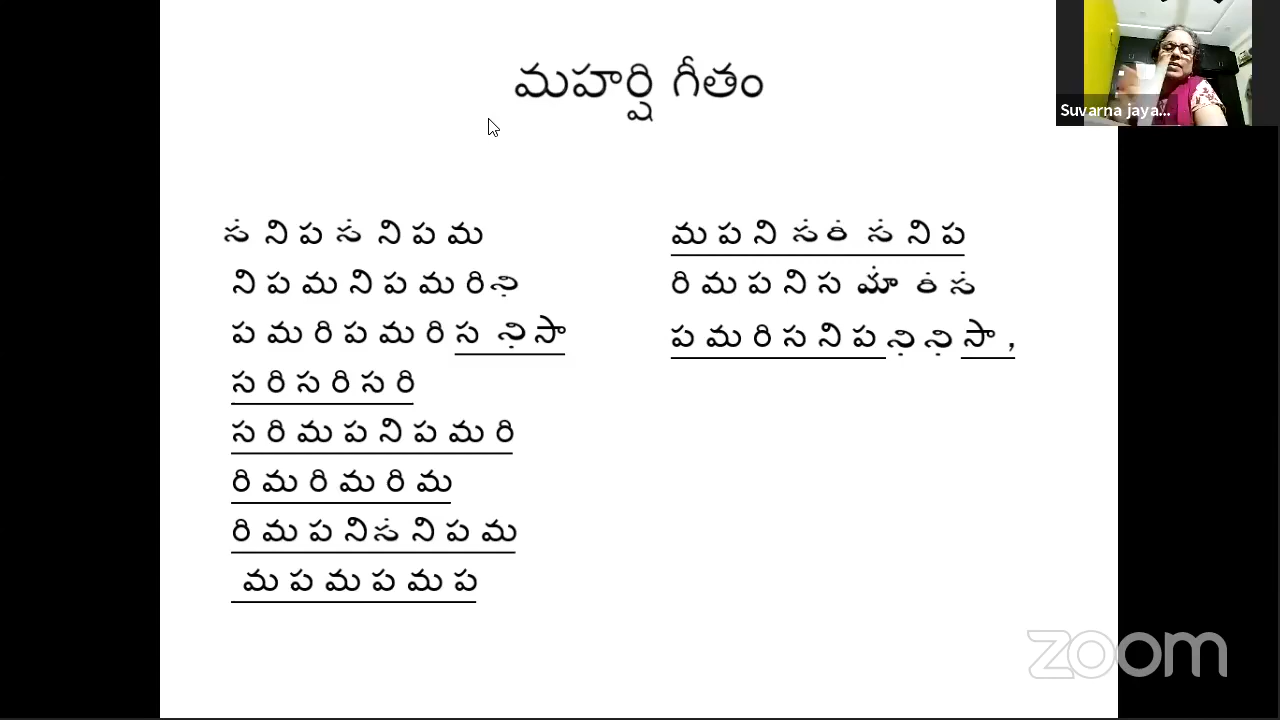 మహర్షి గీతం
Suvarna jaya...
స̇ ని ప స̇ ని ప మ
ని ప మ ని ప మ రి ని̣
ప మ రి ప మ రి స ని̣ సా
స రి స రి స రి
స రి మ ప ని ప మ రి
రి మ రి మ రి మ
రి మ ప ని స̇ ని ప మ
మ ప మ ప మ ప
మ ప ని స̇ రి̇ స̇ ని ప
రి మ ప ని స మా̇ రి̇ స̇
ప మ రి స ని ప ని̣ ని̣ సా ,
zoom